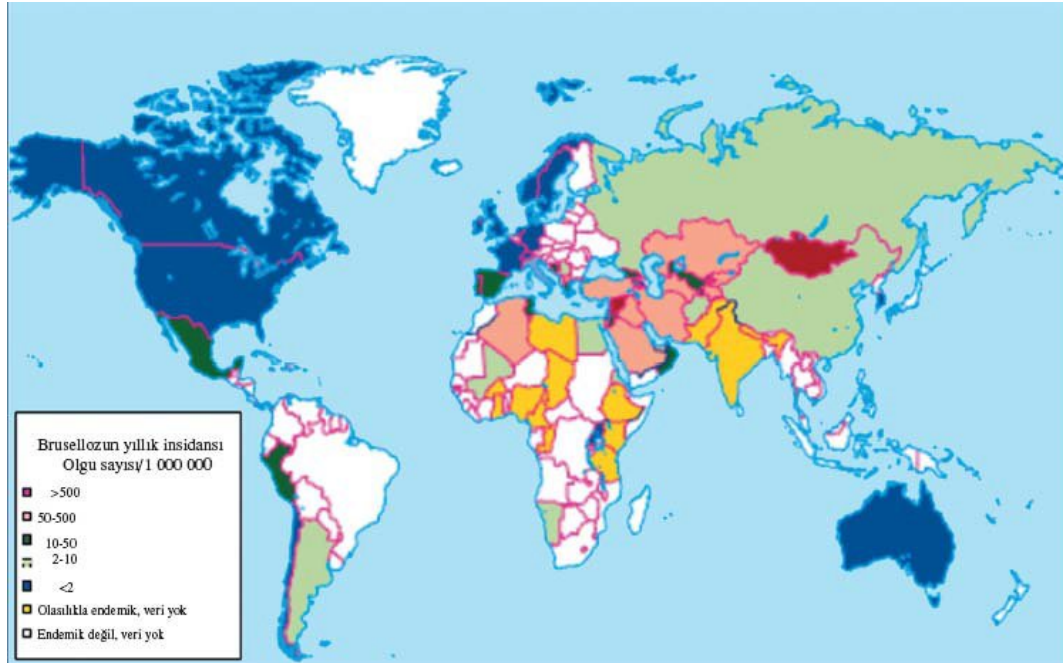 Brusellozun yıllık insidansı
Olgu sayısı/1 000 000
>500
50-500
10-50
2-10
<2
Olasılıkla endemik, veri yok
Endemik değil, veri yok